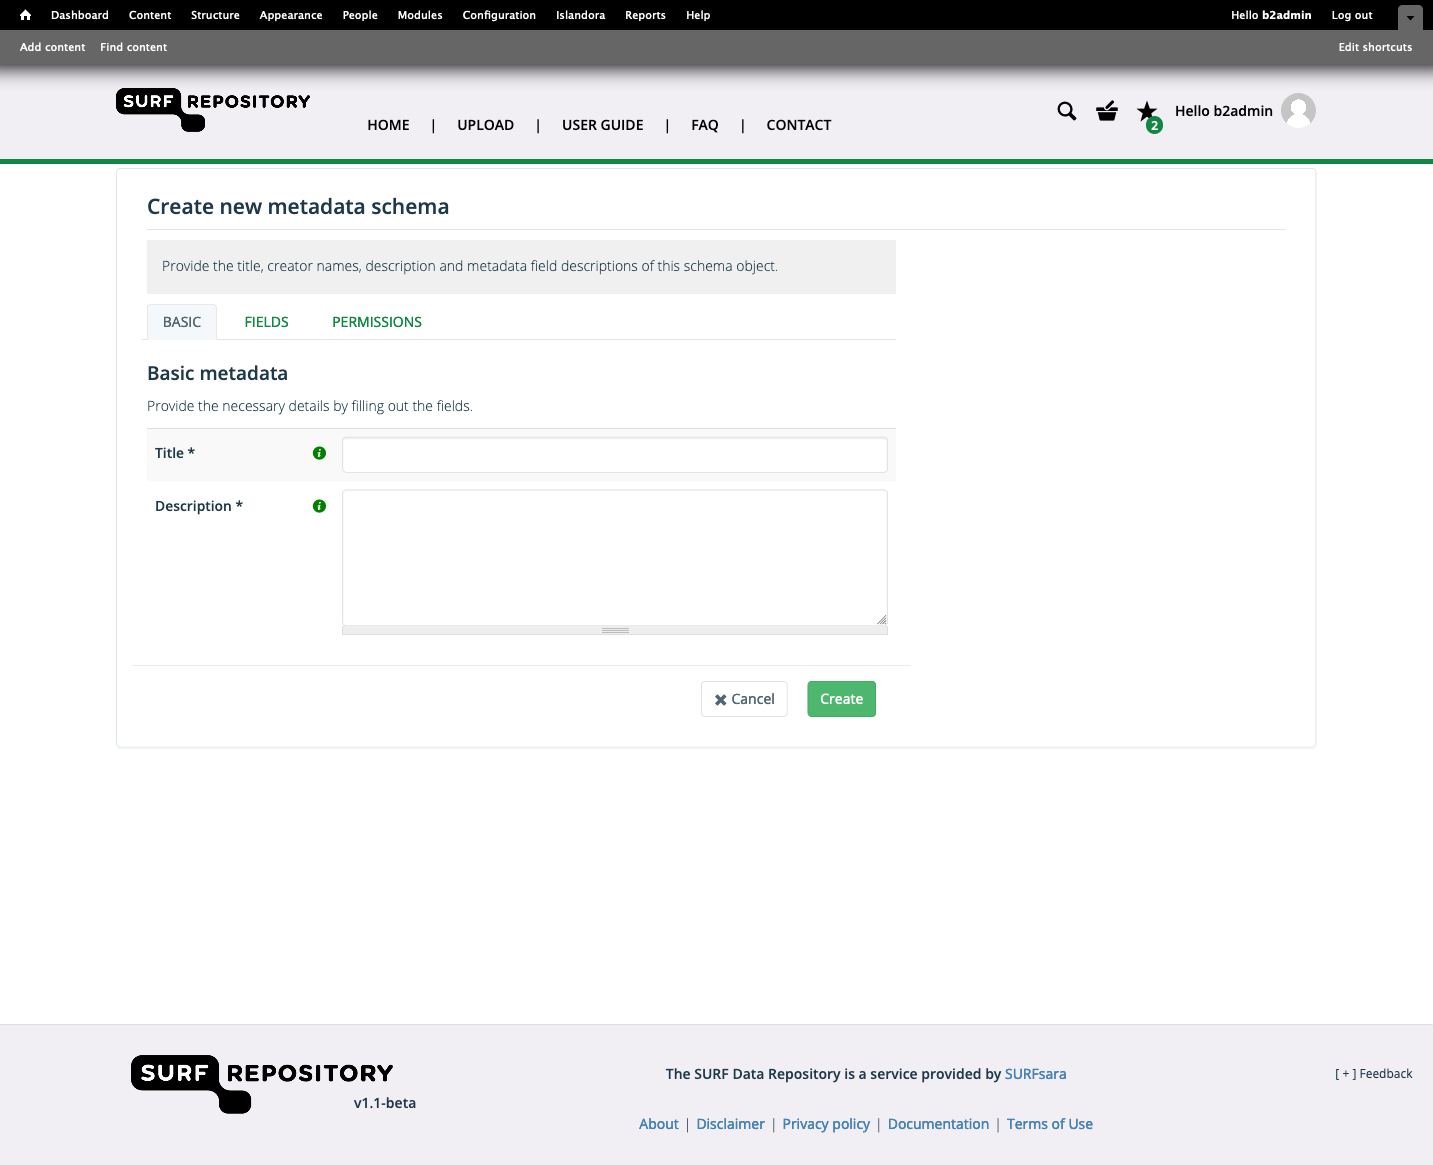 Dashboard Content Structure Appearance People Modules Configuration Islandora Reports Help Hello b2admin Log out
Add content Find content Edit shortcuts
SURF REPOSITORY
HOME | UPLOAD | USER GUIDE | FAQ | CONTACT
2
Hello b2admin
Create new metadata schema
Provide the title, creator names, description and metadata field descriptions of this schema object.
BASIC FIELDS PERMISSIONS
Basic metadata
Provide the necessary details by filling out the fields.
Title *
Description *
Cancel Create
SURF REPOSITORY
v1.1-beta
The SURF Data Repository is a service provided by SURFsara
[ + ] Feedback
About | Disclaimer | Privacy policy | Documentation | Terms of Use